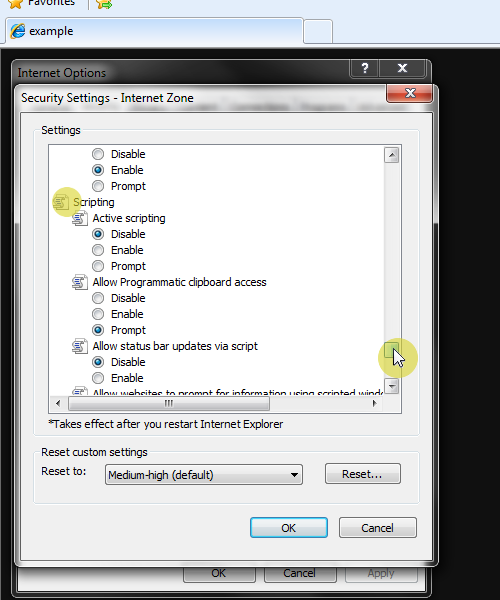 Favorites
example
Internet Options
Security Settings - Internet Zone
Settings
Disable
Enable
Prompt
Scripting
Active scripting
Disable
Enable
Prompt
Allow Programmatic clipboard access
Disable
Enable
Prompt
Allow status bar updates via script
Disable
Enable
Allow websites to prompt for information using scripted
*Takes effect after you restart Internet Explorer
Reset custom settings
Reset to:
Medium-high (default)
Reset...
OK
Cancel
OK
Cancel
Apply